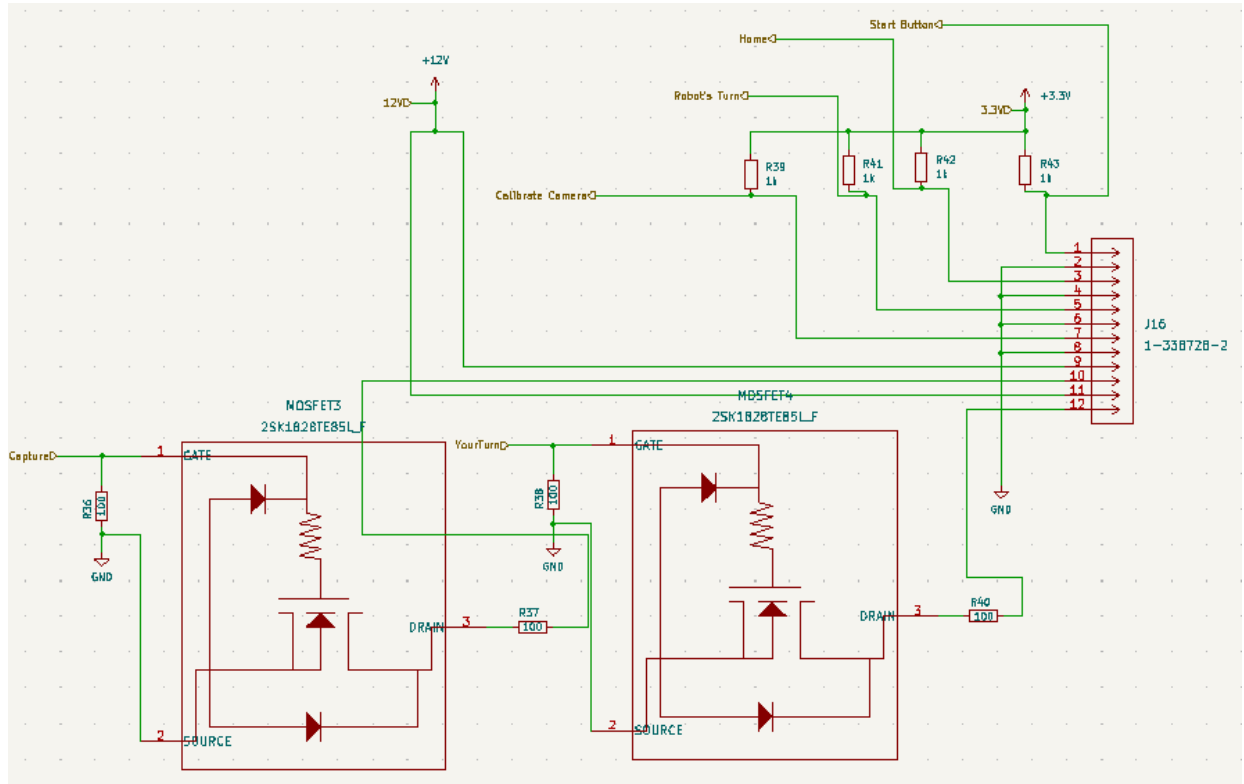 Start Button
Home
+12V
Robot's Turn
+3.3V
12V
3.3V
R39
1k
R41
1k
R42
1k
R43
1k
Calibrate Camera
1
2
3
4
5
6
7
8
9
10
11
12
J16
1-338728-2
MOSFET3
2SK1828TE85L_F
MOSFET4
2SK1828TE85L_F
Capture
1
GATE
YourTurn
1
GATE
R36
100
R38
100
GND
GND
GND
R37
100
DRAIN
3
R40
100
DRAIN
3
2
SOURCE
2
SOURCE